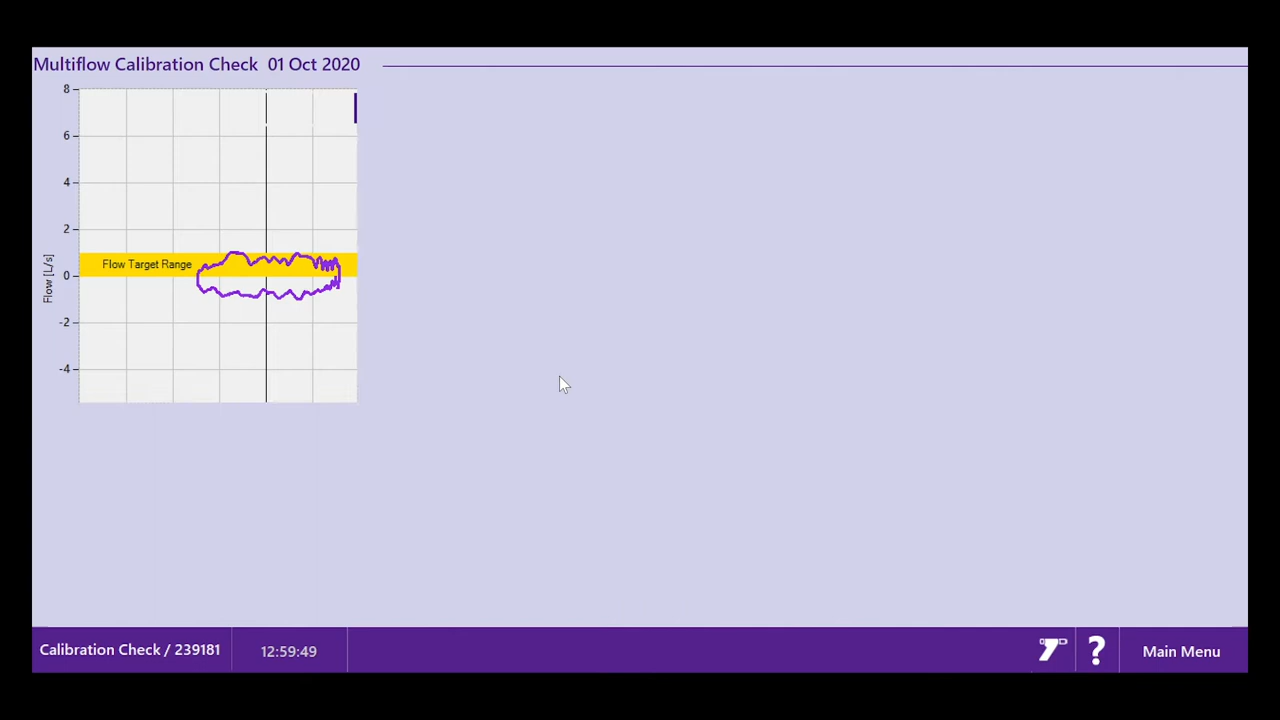 Multiflow Calibration Check 01 Oct 2020
8
6
4
2
0
-2
-4
Flow [L/s]
Flow Target Range
Calibration Check / 239181
12:59:49
?
Main Menu